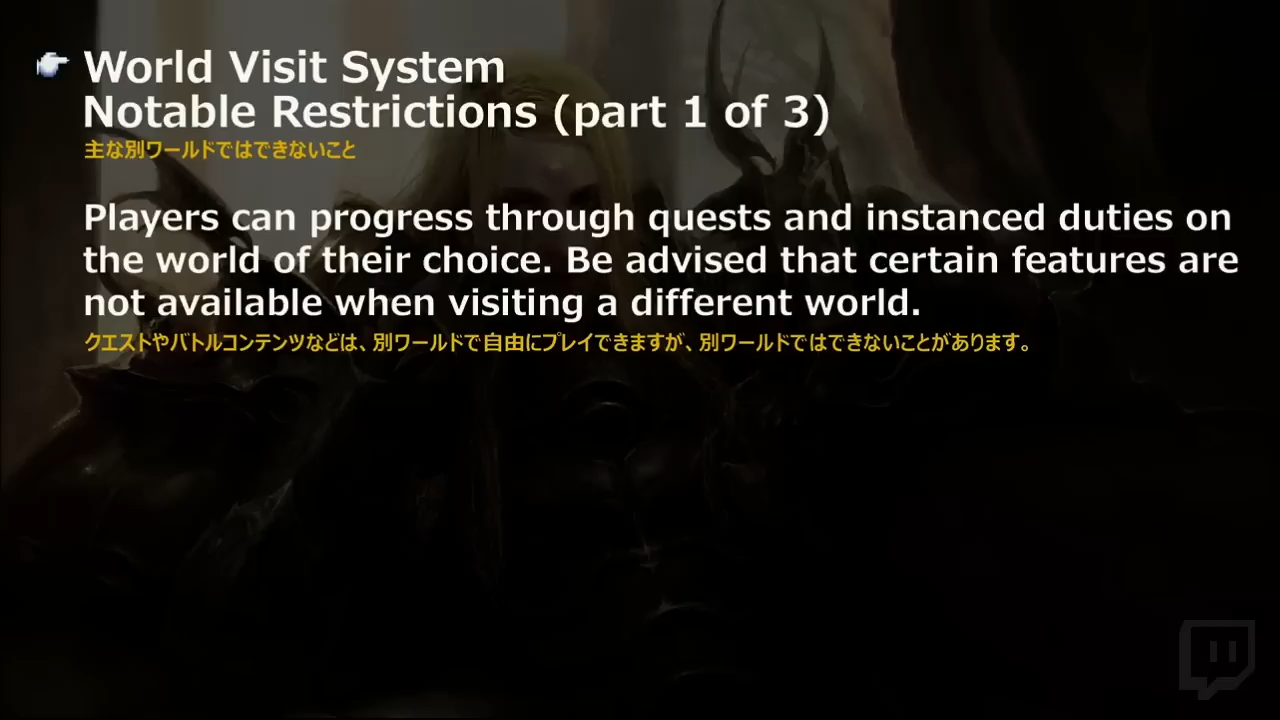 World Visit System
Notable Restrictions (part 1 of 3)
主な別ワールドではできないこと
Players can progress through quests and instanced duties on
the world of their choice. Be advised that certain features are
not available when visiting a different world.
クエストやバトルコンテンツなどは、別ワールドで自由にプレイできますが、別ワールドではできないことがあります。